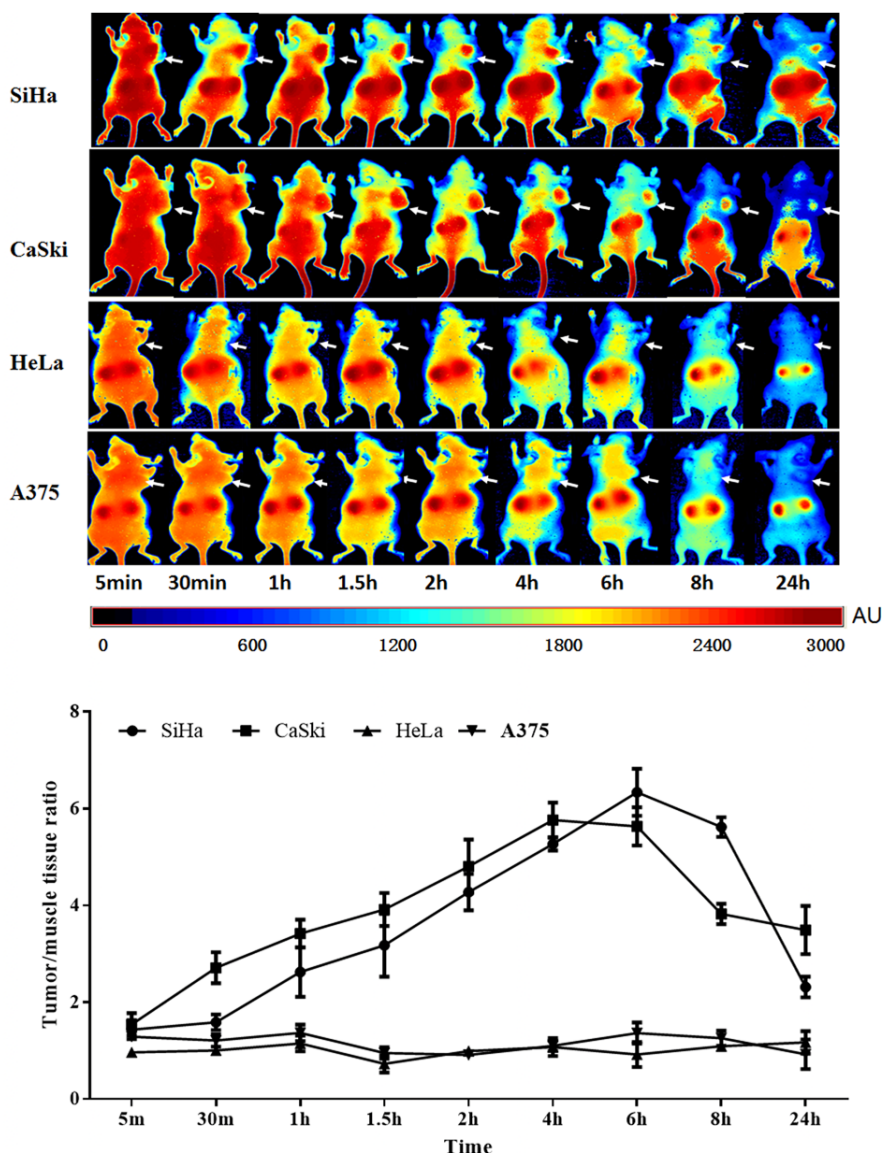 SiHa
CaSki
HeLa
A375
5min 30min 1h 1.5h 2h 4h 6h 8h 24h
AU
0 600 1200 1800 2400 3000
SiHa CaSki HeLa A375
Tumor/muscle tissue ratio
8
6
4
2
0
5m 30m 1h 1.5h 2h 4h 6h 8h 24h
Time